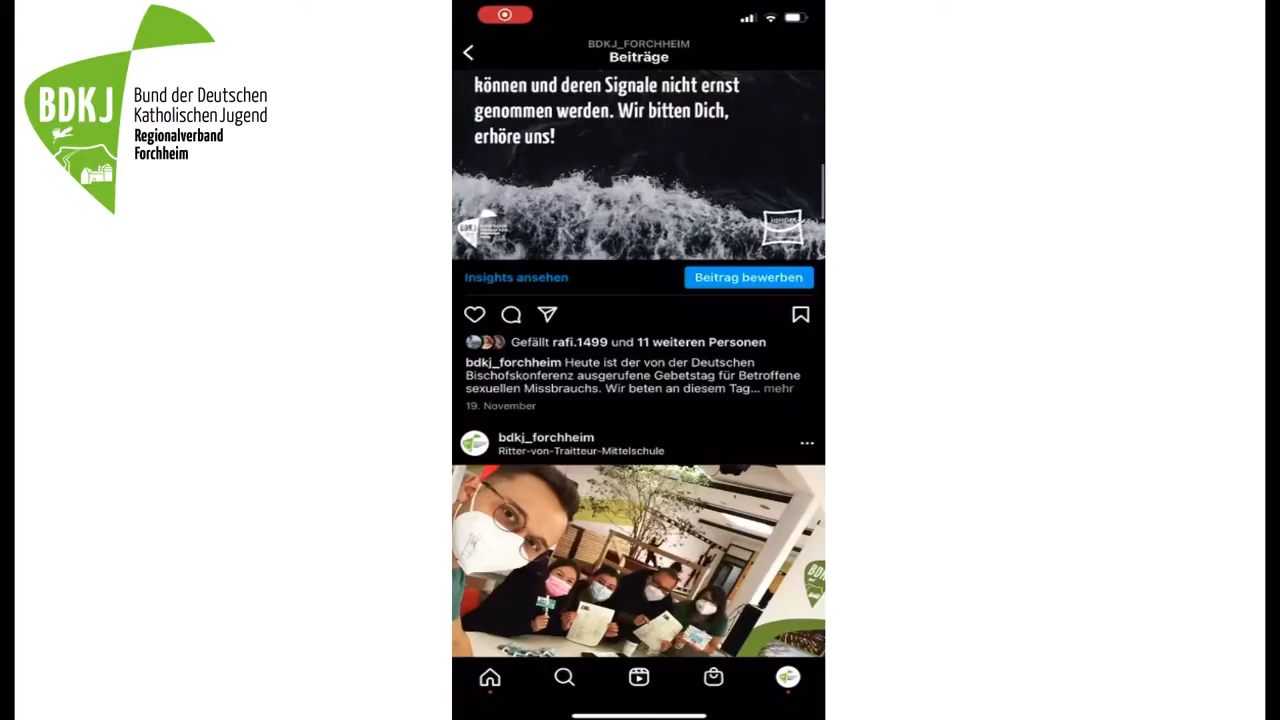 BDKJ
Bund der Deutschen
Katholischen Jugend
Regionalverband
Forchheim
BDKJ_FORCHHEIM
Beiträge
können und deren Signale nicht ernst
genommen werden. Wir bitten Dich,
erhöre uns!
BDKJ
Insights ansehen
Beitrag bewerben
Gefällt rafi.1499 und 11 weiteren Personen
bdkj_forchheim Heute ist der von der Deutschen
Bischofskonferenz ausgerufene Gebetstag für Betroffene
sexuellen Missbrauchs. Wir beten an diesem Tag... mehr
19. November
bdkj_forchheim
Ritter-von-Traitteur-Mittelschule
BDKJ